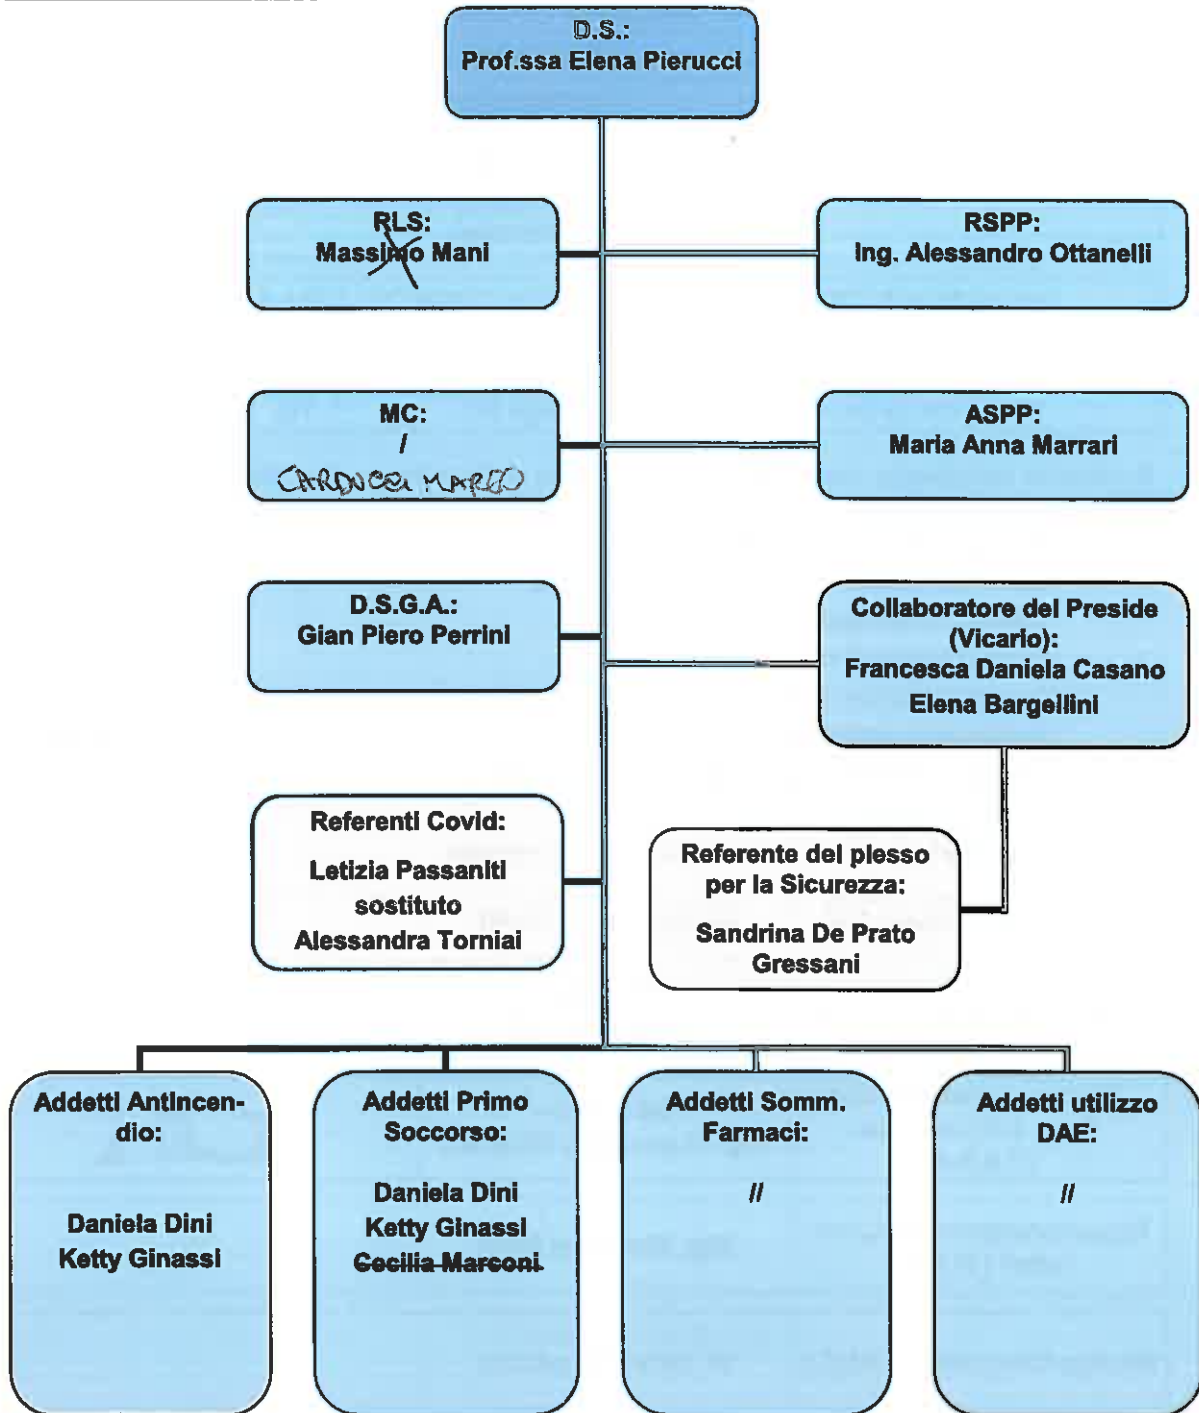 D.S.:
Prof.ssa Elena Pierucci
RLS:
Massimo Mani
RSPP:
Ing. Alessandro Ottanelli
MC:
/
CARDUCCI MARCO
ASPP:
Maria Anna Marrari
D.S.G.A.:
Gian Piero Perrini
Collaboratore del Preside
(Vicario):
Francesca Daniela Casano
Elena Bargellini
Referenti Covid:
Letizia Passaniti
sostituto
Alessandra Torniai
Referente del plesso
per la Sicurezza:
Sandrina De Prato
Gressani
Addetti Antincen-
dio:
Daniela Dini
Ketty Ginassi
Addetti Primo
Soccorso:
Daniela Dini
Ketty Ginassi
Cecilia Marconi
Addetti Somm.
Farmaci:
//
Addetti utilizzo
DAE:
//